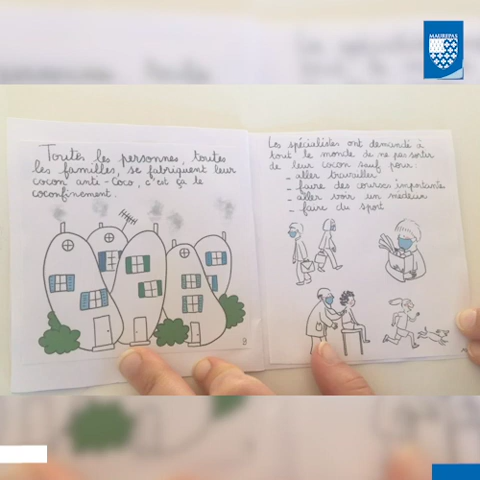 MAUREPAS
Toutes les personnes, toutes
les familles, se fabriquent leur
cocon anti-Coco, c'est ça le
coconfinement.
Les spécialistes ont demandé à
tout le monde de ne pas sortir
de leur cocon sauf pour :
- aller travailler
- faire des courses importantes
- aller voir un médecin
- faire du sport